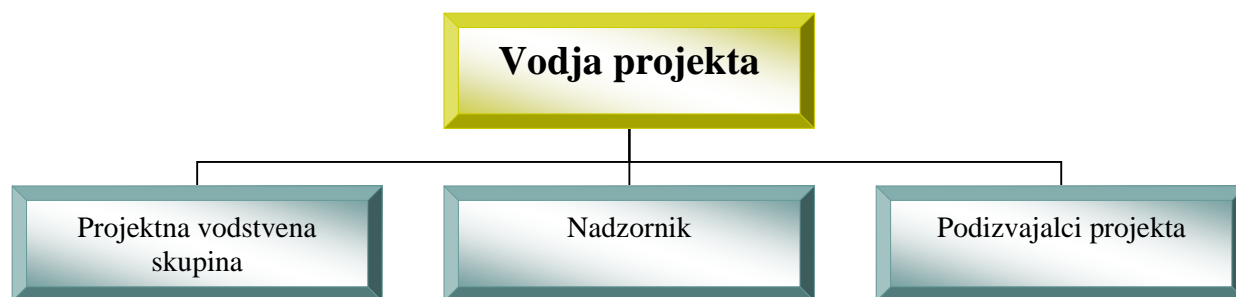 Vodja projekta
Projektna vodstvena
skupina
Nadzornik
Podizvajalci projekta